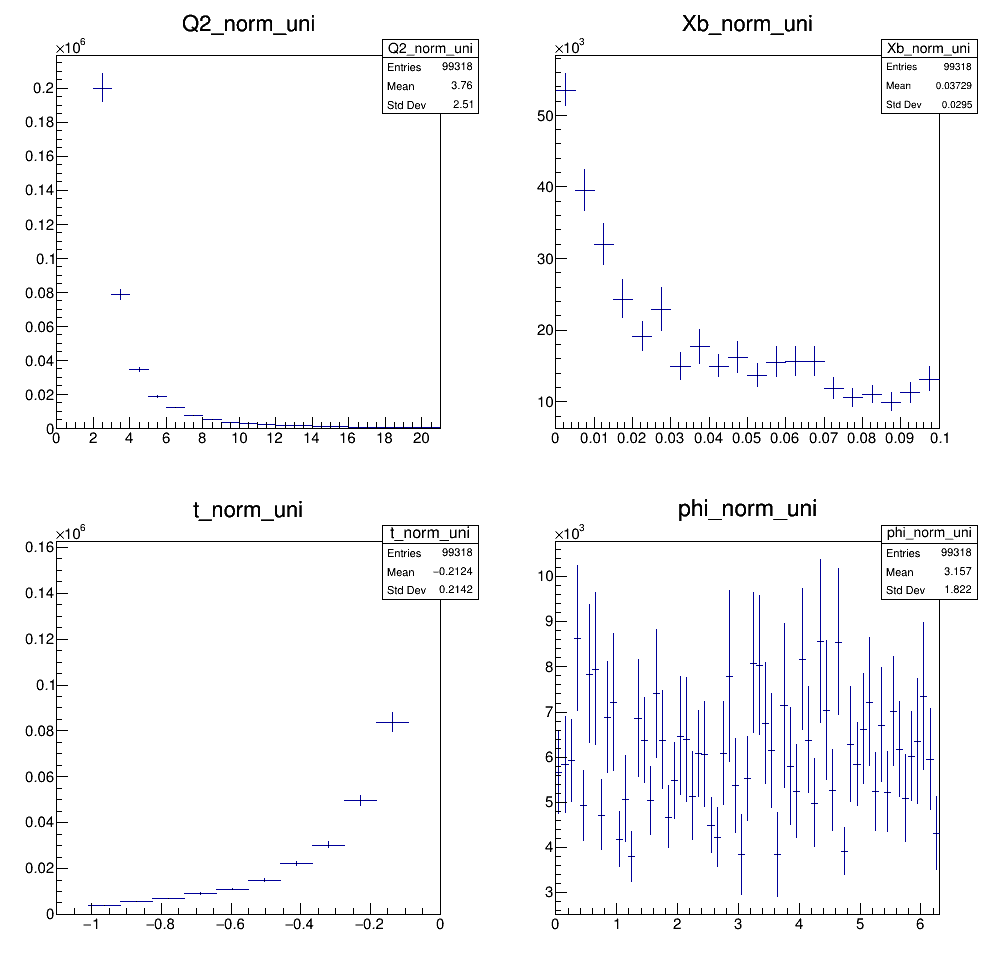 Q2_norm_uni
×10^6
Q2_norm_uni
Entries 99318
Mean 3.76
Std Dev 2.51
0.2
0.18
0.16
0.14
0.12
0.1
0.08
0.06
0.04
0.02
0
0 2 4 6 8 10 12 14 16 18 20
Xb_norm_uni
×10^3
Xb_norm_uni
Entries 99318
Mean 0.03729
Std Dev 0.0295
50
40
30
20
10
0 0.01 0.02 0.03 0.04 0.05 0.06 0.07 0.08 0.09 0.1
t_norm_uni
×10^6
t_norm_uni
Entries 99318
Mean −0.2124
Std Dev 0.2142
0.16
0.14
0.12
0.1
0.08
0.06
0.04
0.02
0
−1 −0.8 −0.6 −0.4 −0.2 0
phi_norm_uni
×10^3
phi_norm_uni
Entries 99318
Mean 3.157
Std Dev 1.822
10
9
8
7
6
5
4
3
0 1 2 3 4 5 6